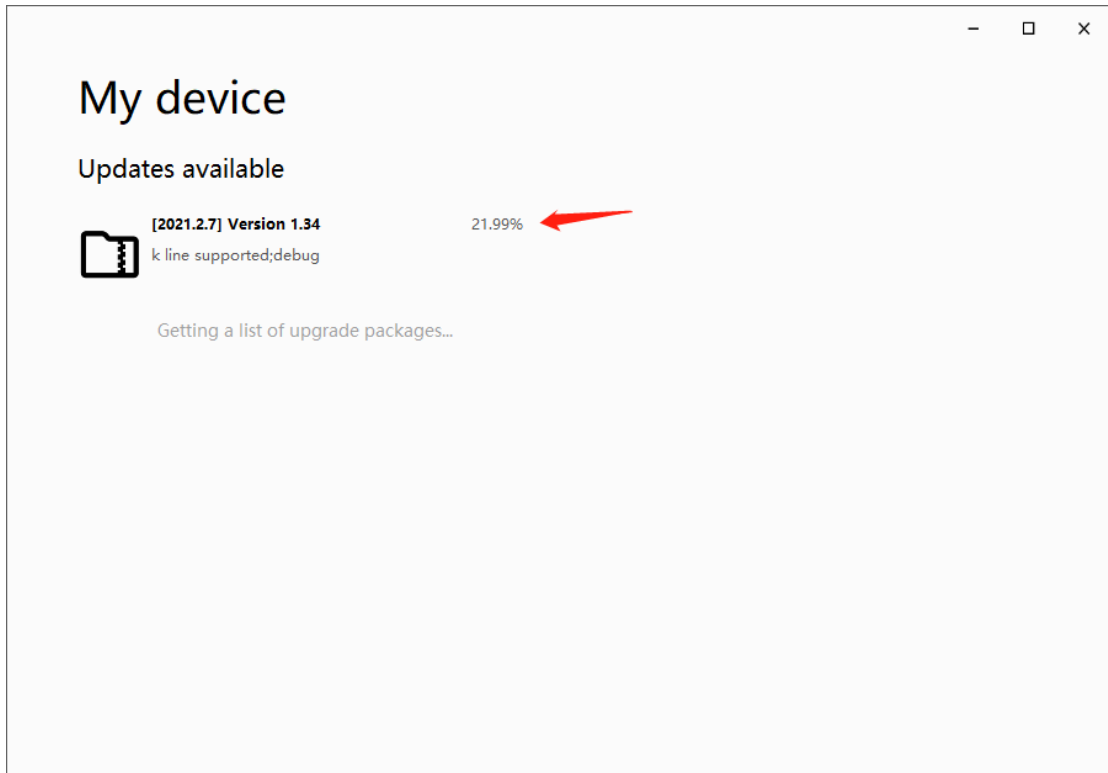 My device
Updates available
[2021.2.7] Version 1.34 21.99%
k line supported;debug
Getting a list of upgrade packages...